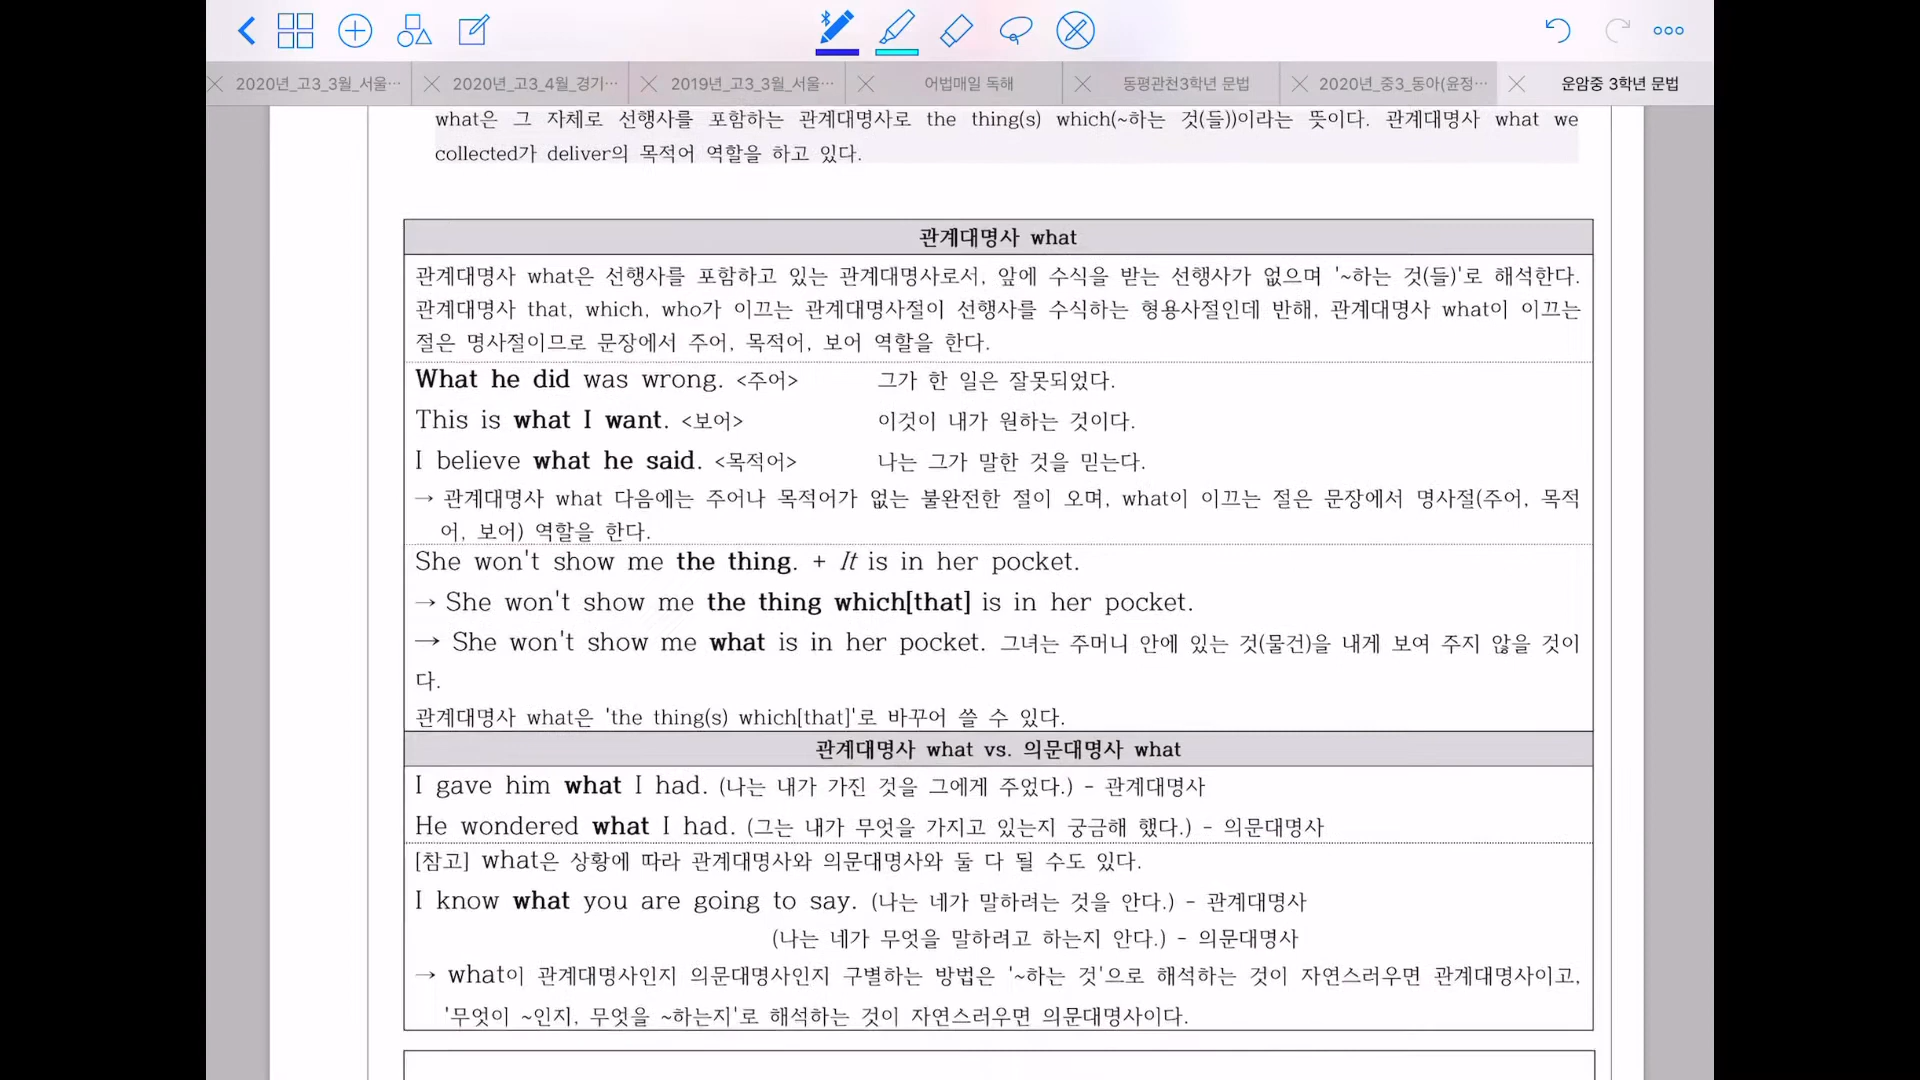 2020년_고3_3월_서울…
2020년_고3_4월_경기…
2019년_고3_3월_서울…
어법매일 독해
동평관천3학년 문법
2020년_중3_동아(윤정…
운암중 3학년 문법
what은 그 자체로 선행사를 포함하는 관계대명사로 the thing(s) which(~하는 것(들))이라는 뜻이다. 관계대명사 what we
collected가 deliver의 목적어 역할을 하고 있다.
관계대명사 what
관계대명사 what은 선행사를 포함하고 있는 관계대명사로서, 앞에 수식을 받는 선행사가 없으며 '~하는 것(들)'로 해석한다.
관계대명사 that, which, who가 이끄는 관계대명사절이 선행사를 수식하는 형용사절인데 반해, 관계대명사 what이 이끄는
절은 명사절이므로 문장에서 주어, 목적어, 보어 역할을 한다.
What he did was wrong. <주어> 그가 한 일은 잘못되었다.
This is what I want. <보어> 이것이 내가 원하는 것이다.
I believe what he said. <목적어> 나는 그가 말한 것을 믿는다.
→ 관계대명사 what 다음에는 주어나 목적어가 없는 불완전한 절이 오며, what이 이끄는 절은 문장에서 명사절(주어, 목적
어, 보어) 역할을 한다.
She won't show me the thing. + It is in her pocket.
→ She won't show me the thing which[that] is in her pocket.
→ She won't show me what is in her pocket. 그녀는 주머니 안에 있는 것(물건)을 내게 보여 주지 않을 것이
다.
관계대명사 what은 'the thing(s) which[that]'로 바꾸어 쓸 수 있다.
관계대명사 what vs. 의문대명사 what
I gave him what I had. (나는 내가 가진 것을 그에게 주었다.) - 관계대명사
He wondered what I had. (그는 내가 무엇을 가지고 있는지 궁금해 했다.) - 의문대명사
[참고] what은 상황에 따라 관계대명사와 의문대명사와 둘 다 될 수도 있다.
I know what you are going to say. (나는 네가 말하려는 것을 안다.) - 관계대명사
(나는 네가 무엇을 말하려고 하는지 안다.) - 의문대명사
→ what이 관계대명사인지 의문대명사인지 구별하는 방법은 '~하는 것'으로 해석하는 것이 자연스러우면 관계대명사이고,
'무엇이 ~인지, 무엇을 ~하는지'로 해석하는 것이 자연스러우면 의문대명사이다.